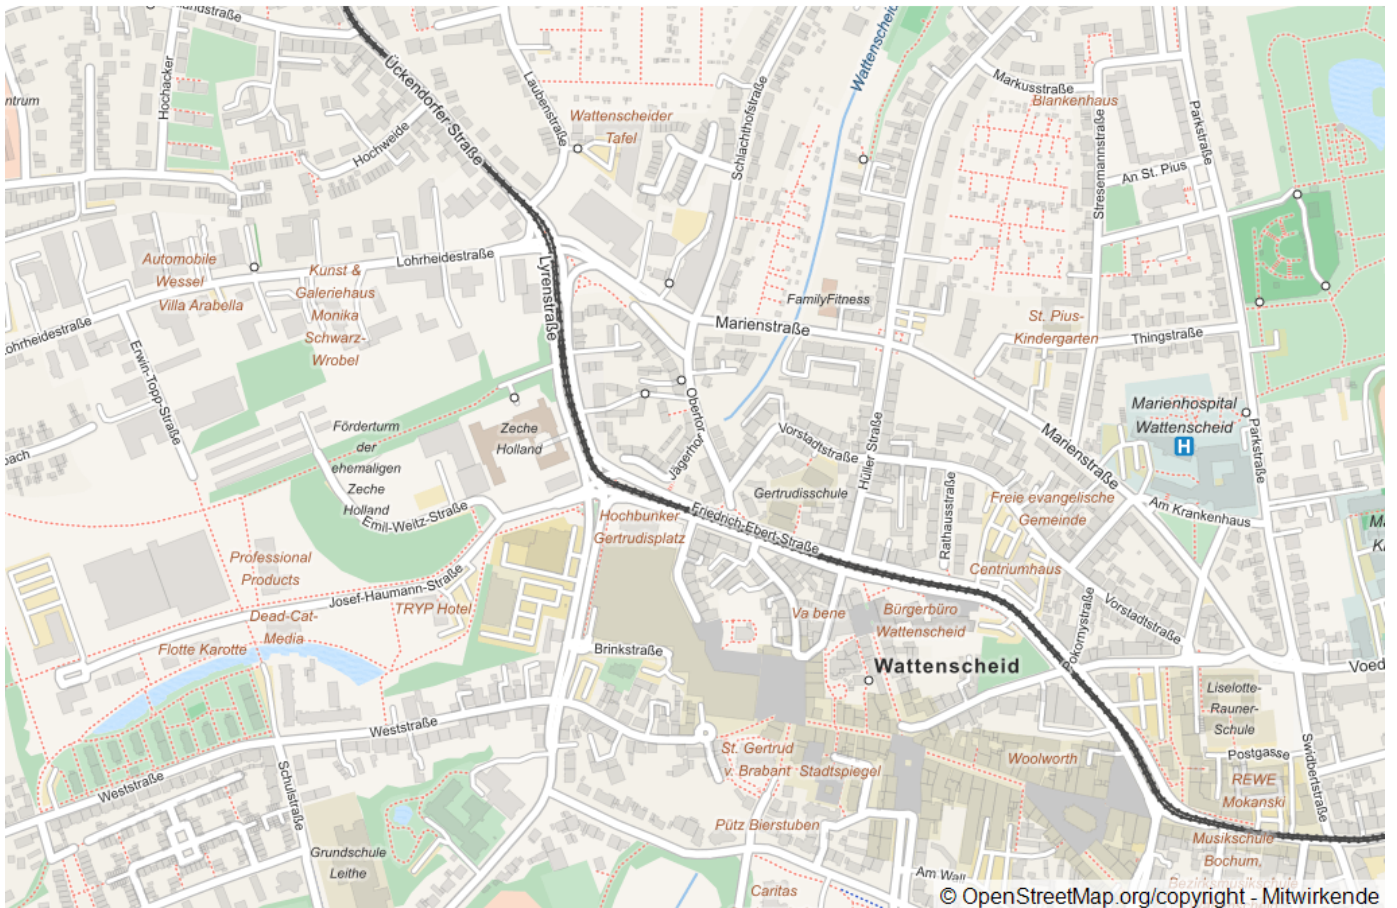 Ückendorfer Straße
Hochacker
Hochweide
Laubenstraße
Wattenscheider
Tafel
Schlachthofstraße
Markusstraße
Blankenhaus
Stresemannstraße
Parkstraße
An St. Pius
Automobile
Wessel
Villa Arabella
Kunst &
Galeriehaus
Monika
Schwarz-
Wrobel
Lohrheidestraße
Lyrenstraße
FamilyFitness
Marienstraße
St. Pius-
Kindergarten
Thingstraße
Erwin-Topp-Straße
Förderturm
der
ehemaligen
Zeche
Holland
Zeche
Holland
Obertor
Jägerhof
Vorstadtstraße
Hüller Straße
Gertrudisschule
Marienstraße
Marienhospital
Wattenscheid
H
Parkstraße
Am Krankenhaus
Freie evangelische
Gemeinde
Rathausstraße
Emil-Weitz-Straße
Hochbunker
Gertrudisplatz
Friedrich-Ebert-Straße
Professional
Products
Josef-Haumann-Straße
TRYP Hotel
Dead-Cat-
Media
Flotte Karotte
Centriumhaus
Va bene
Bürgerbüro
Wattenscheid
Vorstadtstraße
Pokornystraße
Brinkstraße
Wattenscheid
Liselotte-
Rauner-
Schule
Weststraße
Weststraße
Schulstraße
St. Gertrud
v. Brabant
Stadtspiegel
Woolworth
Postgasse
Swidbertstraße
REWE
Mokanski
Pütz Bierstuben
Musikschule
Bochum,
Bezirksmusikschule
Grundschule
Leithe
Caritas
Am Wall
© OpenStreetMap.org/copyright - Mitwirkende